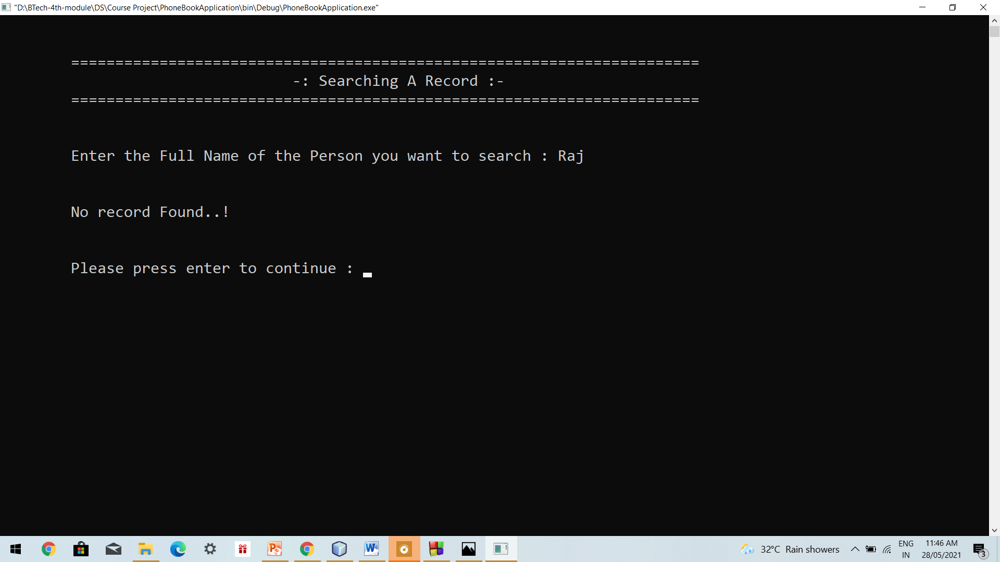 "D:\BTech-4th-module\DS\Course Project\PhoneBookApplication\bin\Debug\PhoneBookApplication.exe"
=======================================================================
-: Searching A Record :-
=======================================================================
Enter the Full Name of the Person you want to search : Raj
No record Found..!
Please press enter to continue :
32°C Rain showers
ENG
IN
11:46 AM
28/05/2021
3